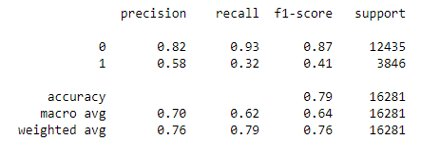 precision recall f1-score support
0 0.82 0.93 0.87 12435
1 0.58 0.32 0.41 3846
accuracy 0.79 16281
macro avg 0.70 0.62 0.64 16281
weighted avg 0.76 0.79 0.76 16281